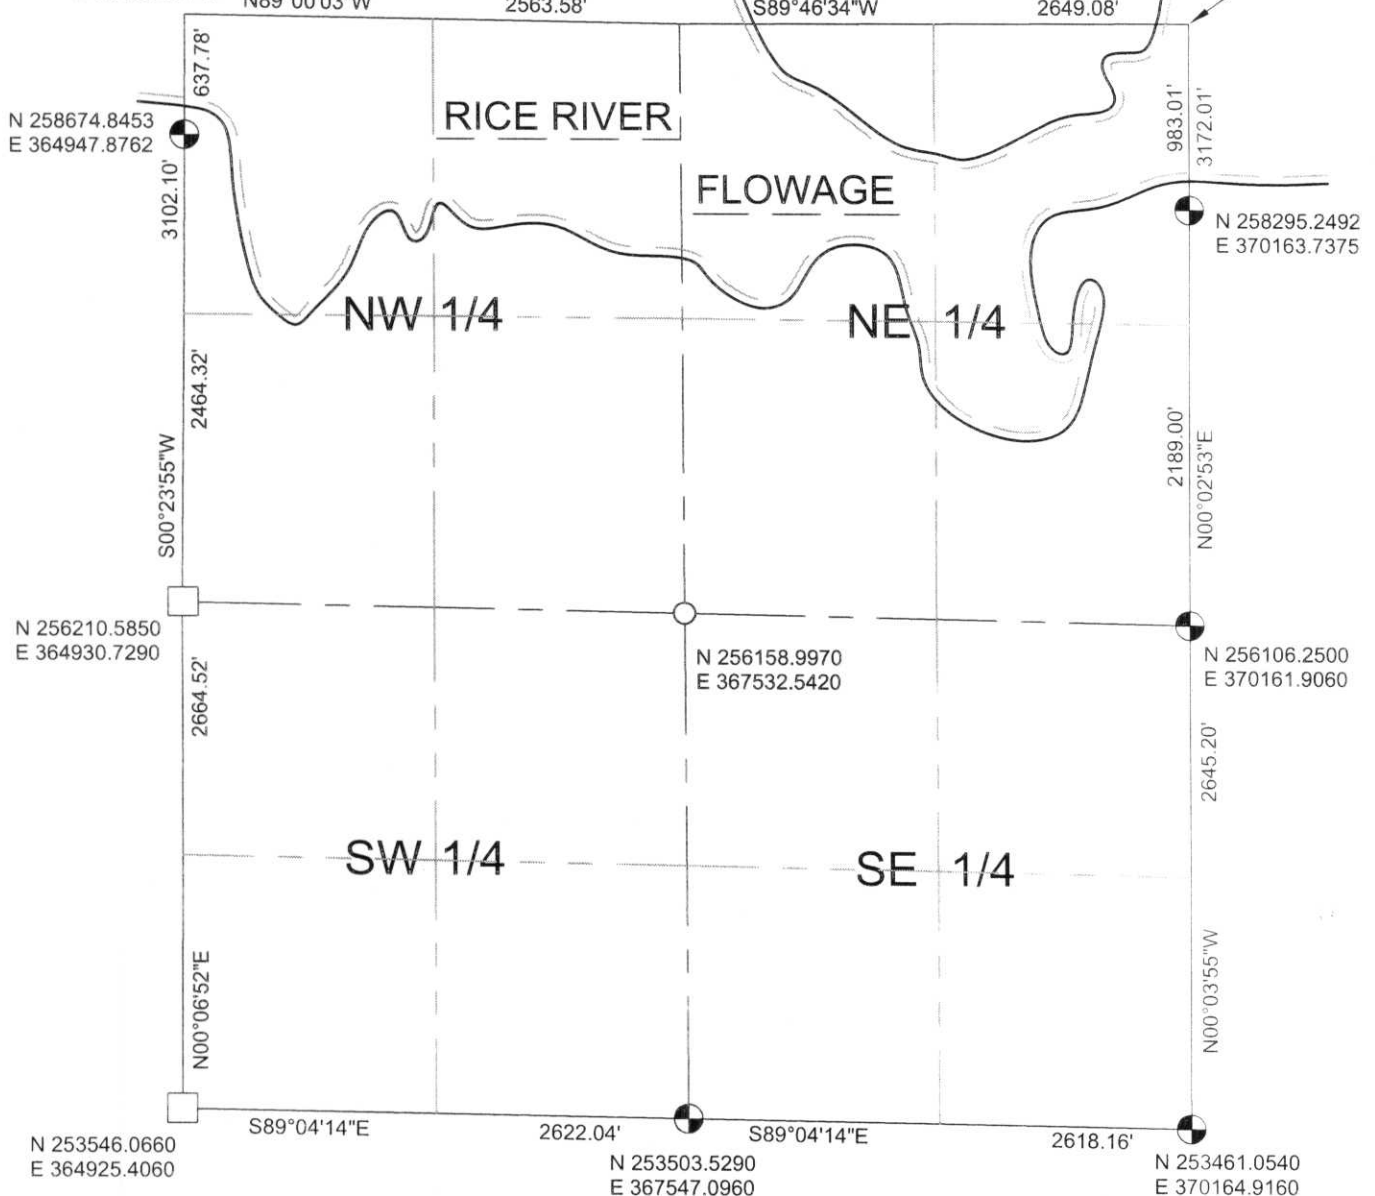 N89°00'03"W
2563.58'
S89°46'34"W
2649.08'
637.78'
RICE RIVER
983.01'
3172.01'
N 258674.8453
E 364947.8762
3102.10'
FLOWAGE
N 258295.2492
E 370163.7375
NW 1/4
NE 1/4
2464.32'
S00°23'55"W
2189.00'
N00°02'53"E
N 256210.5850
E 364930.7290
N 256158.9970
E 367532.5420
N 256106.2500
E 370161.9060
2664.52'
2645.20'
SW 1/4
SE 1/4
N00°06'52"E
N00°03'55"W
S89°04'14"E
2622.04'
S89°04'14"E
2618.16'
N 253546.0660
E 364925.4060
N 253503.5290
E 367547.0960
N 253461.0540
E 370164.9160